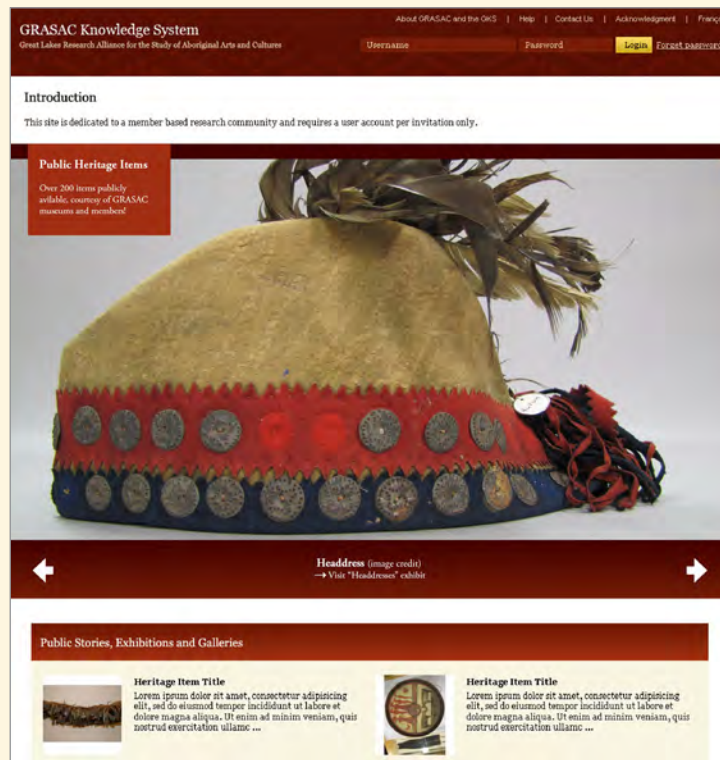 About GRASAC and the GKS | Help | Contact Us | Acknowledgment | Franç
GRASAC Knowledge System
Great Lakes Research Alliance for the Study of Aboriginal Arts and Cultures
Username Password Login Forget password
Introduction
This site is dedicated to a member based research community and requires a user account per invitation only.
Public Heritage Items
Over 200 items publicly
avilable, courtesy of GRASAC
museums and members!
Headdress (image credit)
→ Visit "Headdresses" exhibit
Public Stories, Exhibitions and Galleries
Heritage Item Title
Lorem ipsum dolor sit amet, consectetur adipisicing
elit, sed do eiusmod tempor incididunt ut labore et
dolore magna aliqua. Ut enim ad minim veniam, quis
nostrud exercitation ullamc ...
Heritage Item Title
Lorem ipsum dolor sit amet, consectetur adipisicing
elit, sed do eiusmod tempor incididunt ut labore et
dolore magna aliqua. Ut enim ad minim veniam, quis
nostrud exercitation ullamc ...